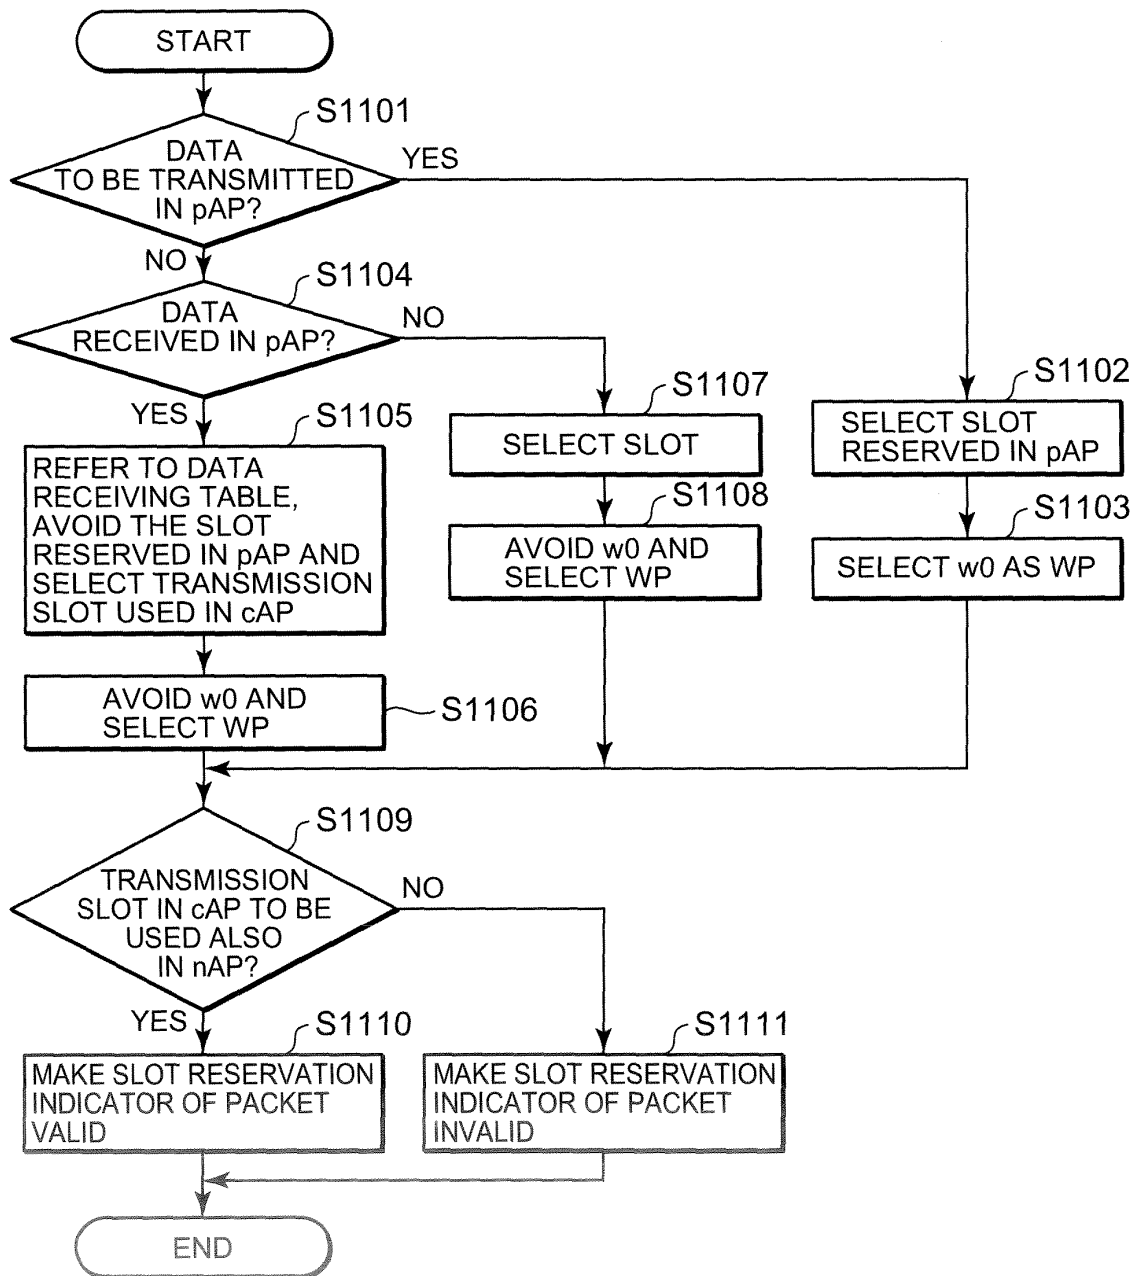 START
S1101
DATA
TO BE TRANSMITTED
IN pAP?
YES
NO
S1104
DATA
RECEIVED IN pAP?
NO
YES
S1105
REFER TO DATA
RECEIVING TABLE,
AVOID THE SLOT
RESERVED IN pAP AND
SELECT TRANSMISSION
SLOT USED IN cAP
AVOID w0 AND
SELECT WP
S1106
S1107
SELECT SLOT
S1108
AVOID w0 AND
SELECT WP
S1102
SELECT SLOT
RESERVED IN pAP
S1103
SELECT w0 AS WP
S1109
TRANSMISSION
SLOT IN cAP TO BE
USED ALSO
IN nAP?
NO
YES
S1110
MAKE SLOT RESERVATION
INDICATOR OF PACKET
VALID
S1111
MAKE SLOT RESERVATION
INDICATOR OF PACKET
INVALID
END